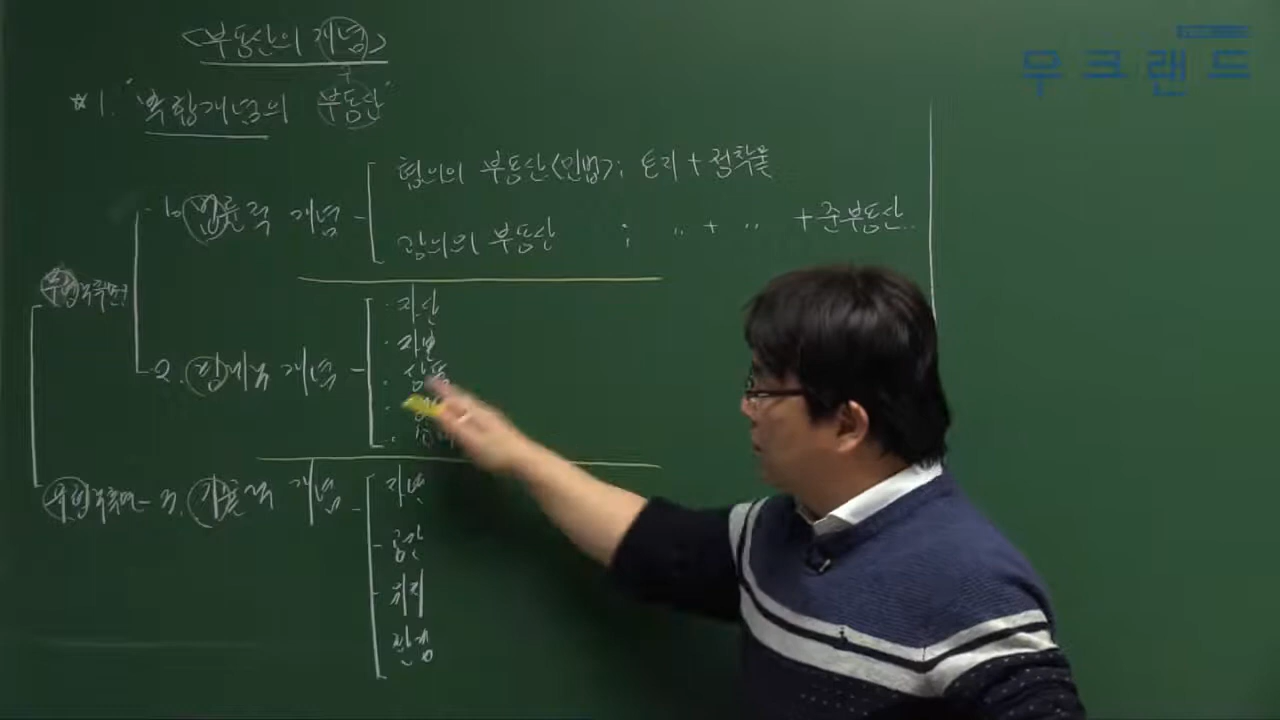 <부동산의 개념>
무크랜드
*1. "복합개념의 부동산"
협의의 부동산(민법); 토지 + 정착물
1. 법률적 개념
광의의 부동산 ; 〃 + 〃 + 준부동산
무형적 측면
· 자산
· 자본
2. 경제적 개념
· 상품
유형적 측면 - 3. 기술적 개념
자연
공간
위치
환경